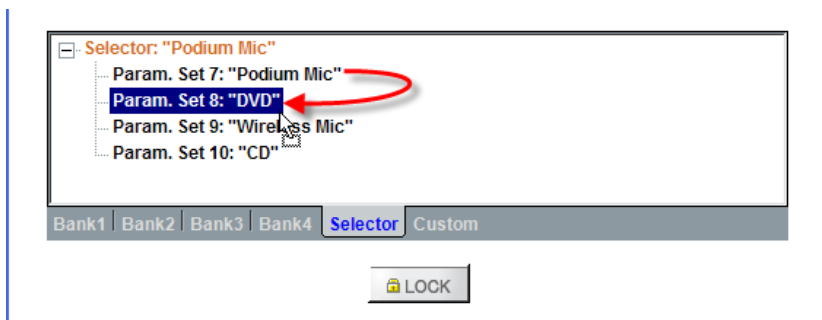 Selector: "Podium Mic"
Param. Set 7: "Podium Mic"
Param. Set 8: "DVD"
Param. Set 9: "Wireless Mic"
Param. Set 10: "CD"
Bank1 Bank2 Bank3 Bank4 Selector Custom
LOCK